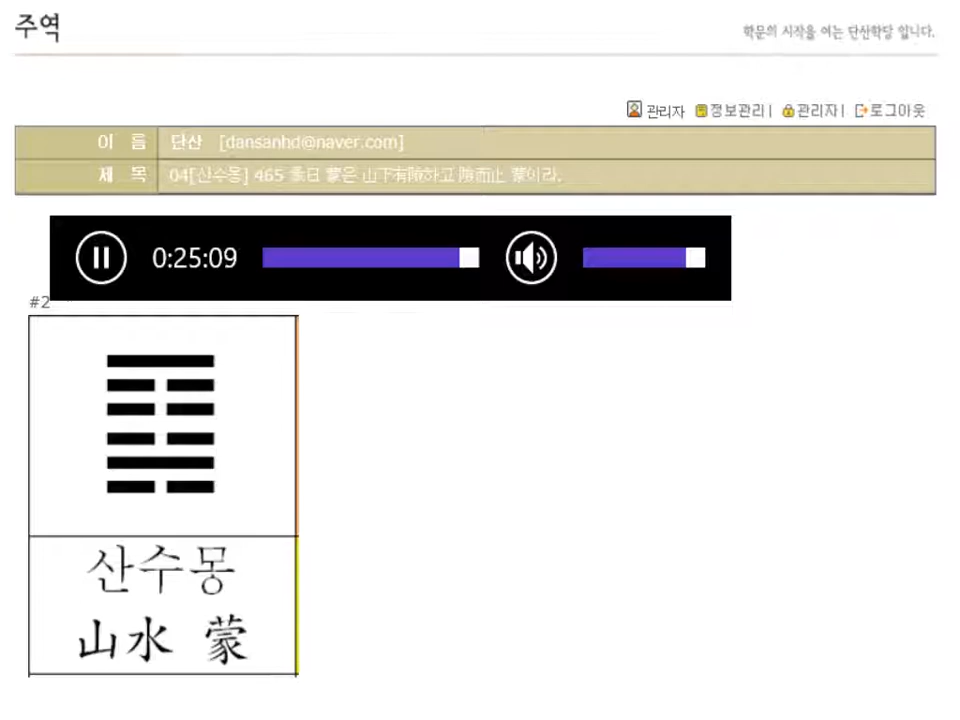 주역
학문의 시작을 여는 단산학당 입니다.
관리자 정보관리 | 관리자 | 로그아웃
이 름 단산 [dansanhd@naver.com]
제 목 04[산수몽] 465 彖曰 蒙은 山下有險하고 險而止 蒙이라.
0:25:09
#2
산수몽
山水 蒙